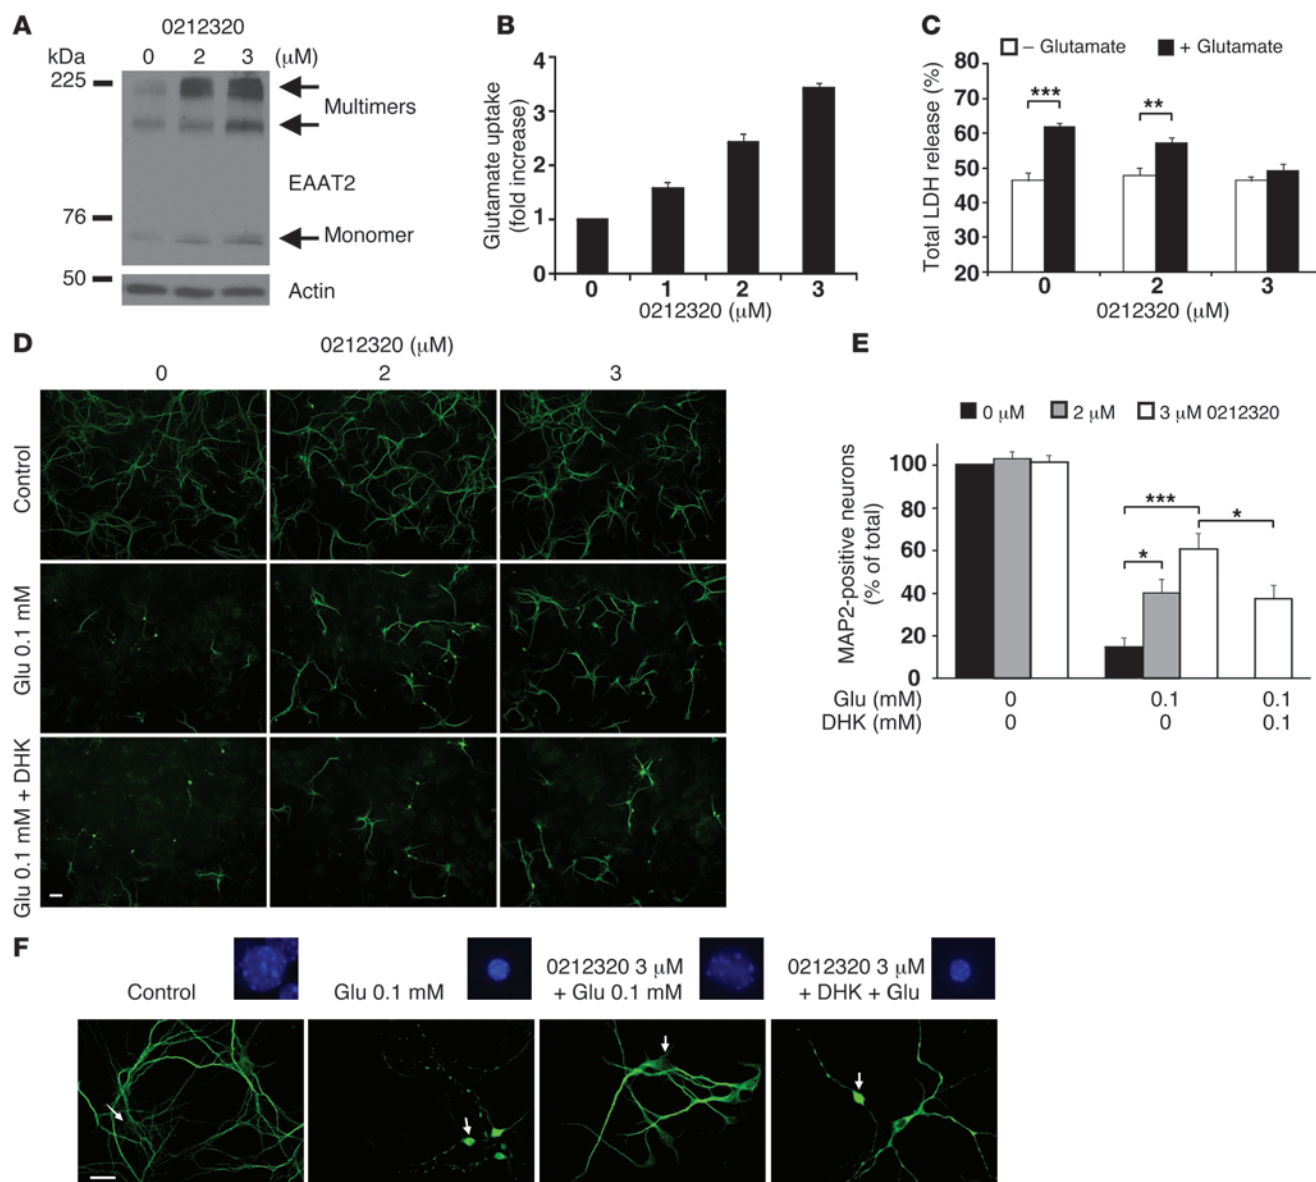 A
0212320
kDa 0 2 3 (μM)
225
Multimers
EAAT2
76
Monomer
50
Actin
B
Glutamate uptake
(fold increase)
4
3
2
1
0
0 1 2 3
0212320 (μM)
C
– Glutamate + Glutamate
Total LDH release (%)
80
70
60
50
40
30
20
*** **
0 2 3
0212320 (μM)
D
0212320 (μM)
0 2 3
Control
Glu 0.1 mM
Glu 0.1 mM + DHK
E
0 μM 2 μM 3 μM 0212320
MAP2-positive neurons
(% of total)
100
80
60
40
20
0
***
*
*
Glu (mM) 0 0.1 0.1
DHK (mM) 0 0 0.1
F
Control
Glu 0.1 mM
0212320 3 μM
+ Glu 0.1 mM
0212320 3 μM
+ DHK + Glu